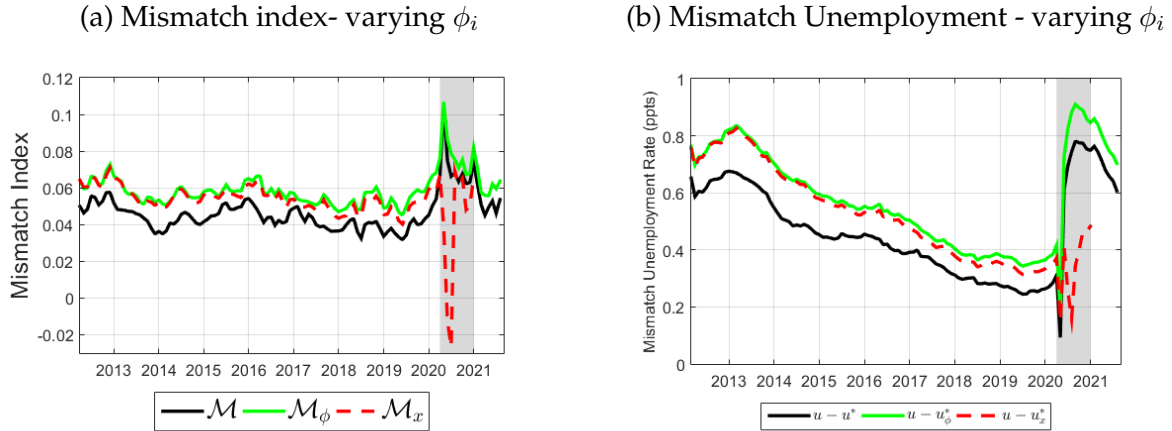 (a) Mismatch index- varying ϕᵢ
(b) Mismatch Unemployment - varying ϕᵢ
Mismatch Index
0.12
0.1
0.08
0.06
0.04
0.02
0
-0.02
2013 2014 2015 2016 2017 2018 2019 2020 2021
ℳ ℳ_ϕ ℳ_x
Mismatch Unemployment Rate (ppts)
1
0.8
0.6
0.4
0.2
0
2013 2014 2015 2016 2017 2018 2019 2020 2021
u − u* u − u*_ϕ u − u*_x